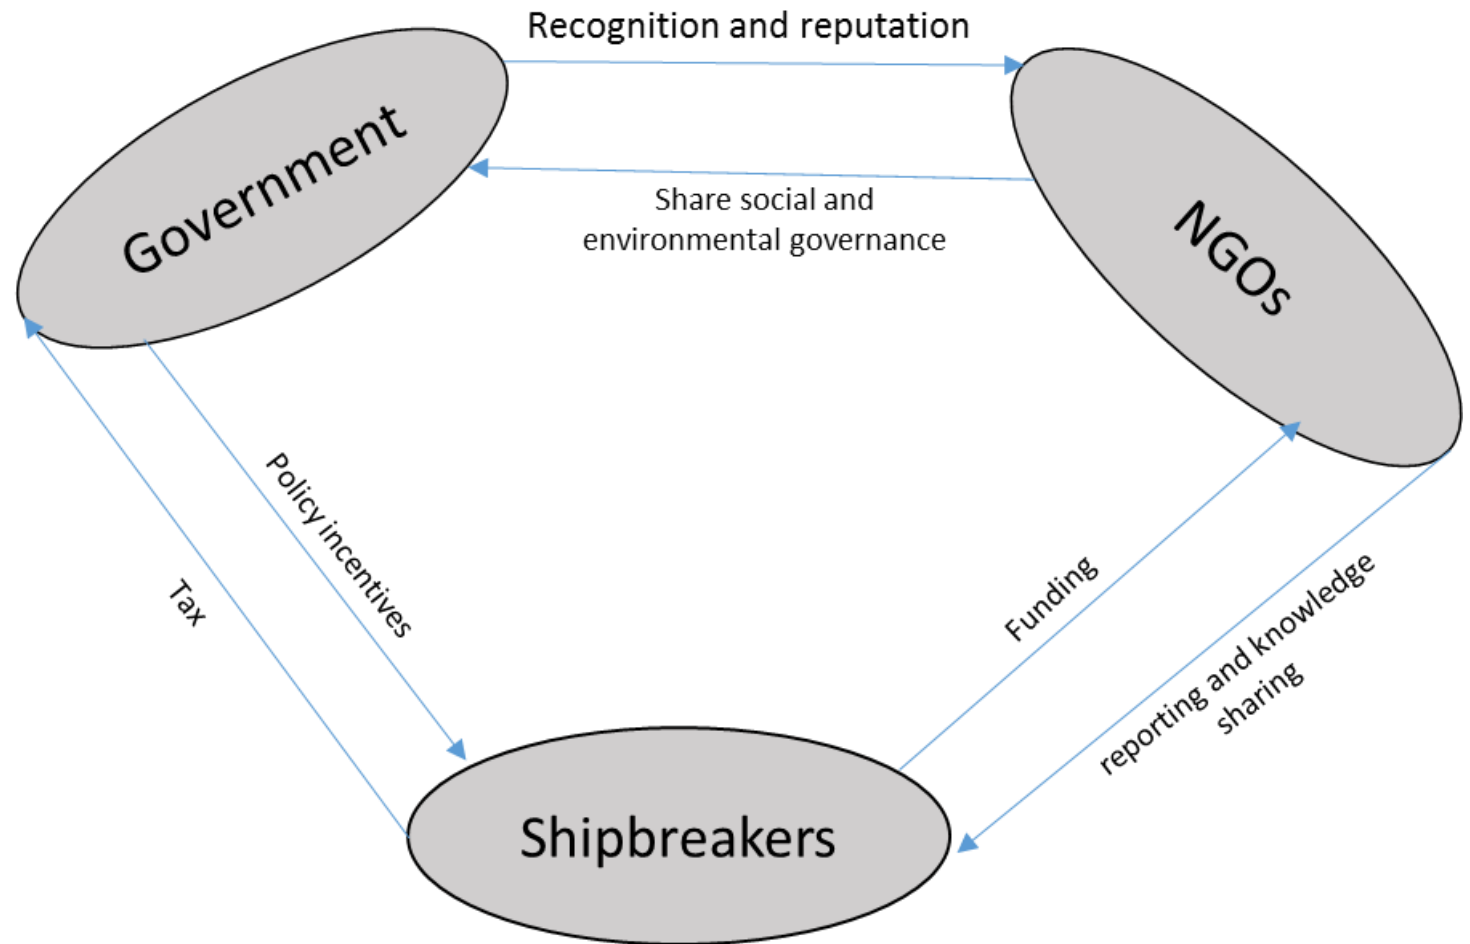 Recognition and reputation
Government
NGOs
Share social and
environmental governance
Policy incentives
Tax
Funding
reporting and knowledge
sharing
Shipbreakers